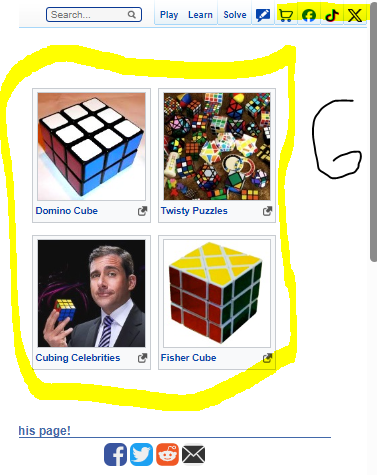 Search...
Play Learn Solve
G
Domino Cube
Twisty Puzzles
Cubing Celebrities
Fisher Cube
his page!